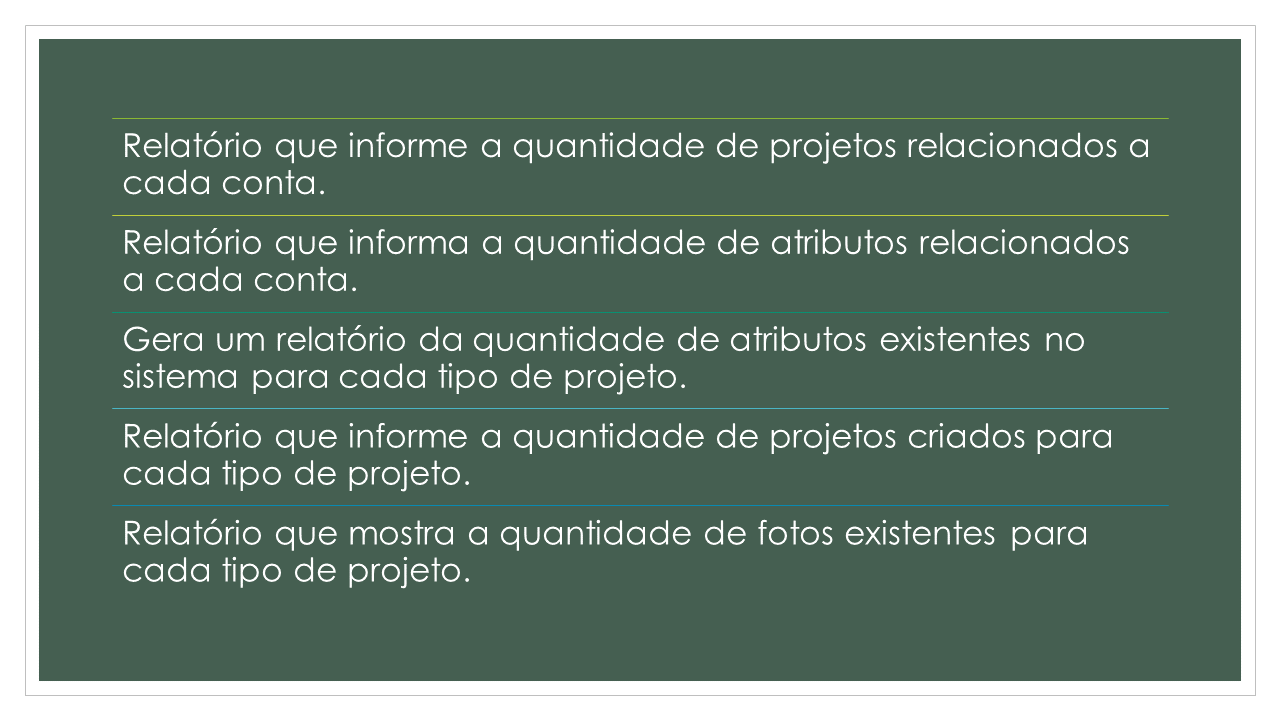 Relatório que informe a quantidade de projetos relacionados a
cada conta.
Relatório que informa a quantidade de atributos relacionados
a cada conta.
Gera um relatório da quantidade de atributos existentes no
sistema para cada tipo de projeto.
Relatório que informe a quantidade de projetos criados para
cada tipo de projeto.
Relatório que mostra a quantidade de fotos existentes para
cada tipo de projeto.